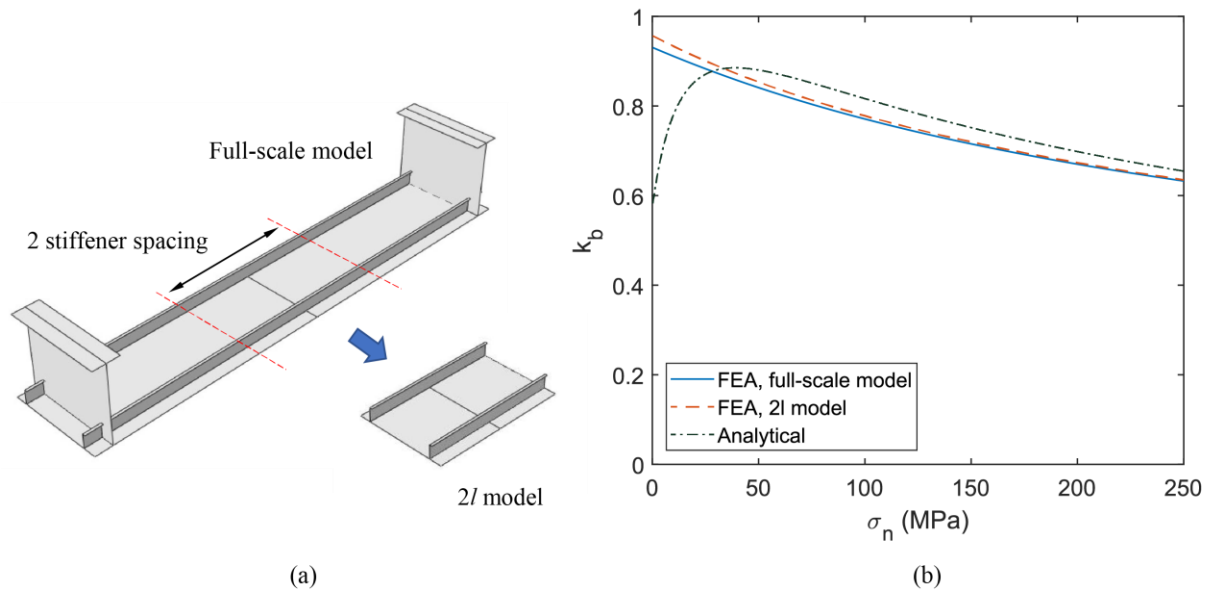 (a)
Full-scale model
2 stiffener spacing
2l model
(b)
1
0.8
0.6
0.4
0.2
0
k_b
FEA, full-scale model
FEA, 2l model
Analytical
0 50 100 150 200 250
σ_n (MPa)